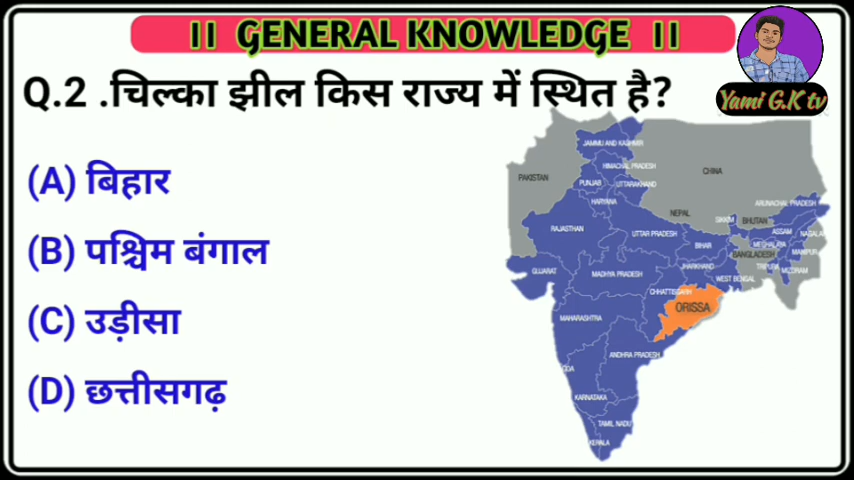 II GENERAL KNOWLEDGE II
Yami G.K tv
Q.2 .चिल्का झील किस राज्य में स्थित है?
(A) बिहार
(B) पश्चिम बंगाल
(C) उड़ीसा
(D) छत्तीसगढ़
JAMMU AND KASHMIR
HIMACHAL PRADESH
CHINA
PAKISTAN
PUNJAB
UTTARAKHAND
HARYANA
ARUNACHAL PRADESH
NEPAL
SIKKIM
BHUTAN
RAJASTHAN
UTTAR PRADESH
ASSAM
NAGALA
BIHAR
MEGHALAYA
MANIPUR
BANGLADESH
JHARKHAND
TRIPURA
MIZORAM
GUJARAT
MADHYA PRADESH
WEST BENGAL
CHHATTISGARH
ORISSA
MAHARASHTRA
ANDHRA PRADESH
GOA
KARNATAKA
TAMIL NADU
KERALA